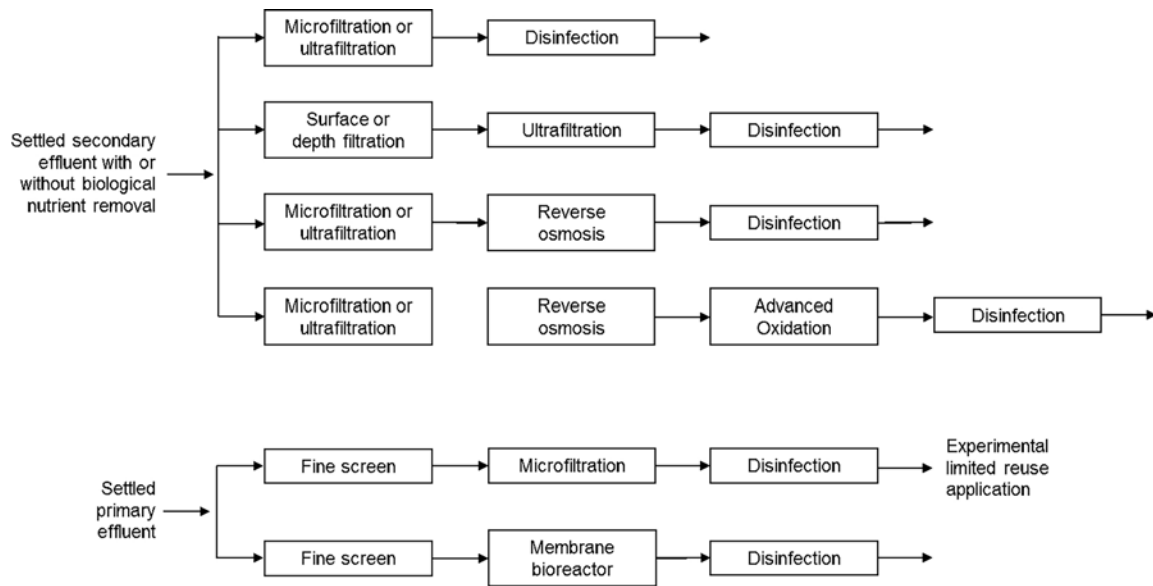 Microfiltration or
ultrafiltration
Disinfection
Settled secondary
effluent with or
without biological
nutrient removal
Surface or
depth filtration
Ultrafiltration
Disinfection
Microfiltration or
ultrafiltration
Reverse
osmosis
Disinfection
Microfiltration or
ultrafiltration
Reverse
osmosis
Advanced
Oxidation
Disinfection
Settled
primary
effluent
Fine screen
Microfiltration
Disinfection
Experimental
limited reuse
application
Fine screen
Membrane
bioreactor
Disinfection